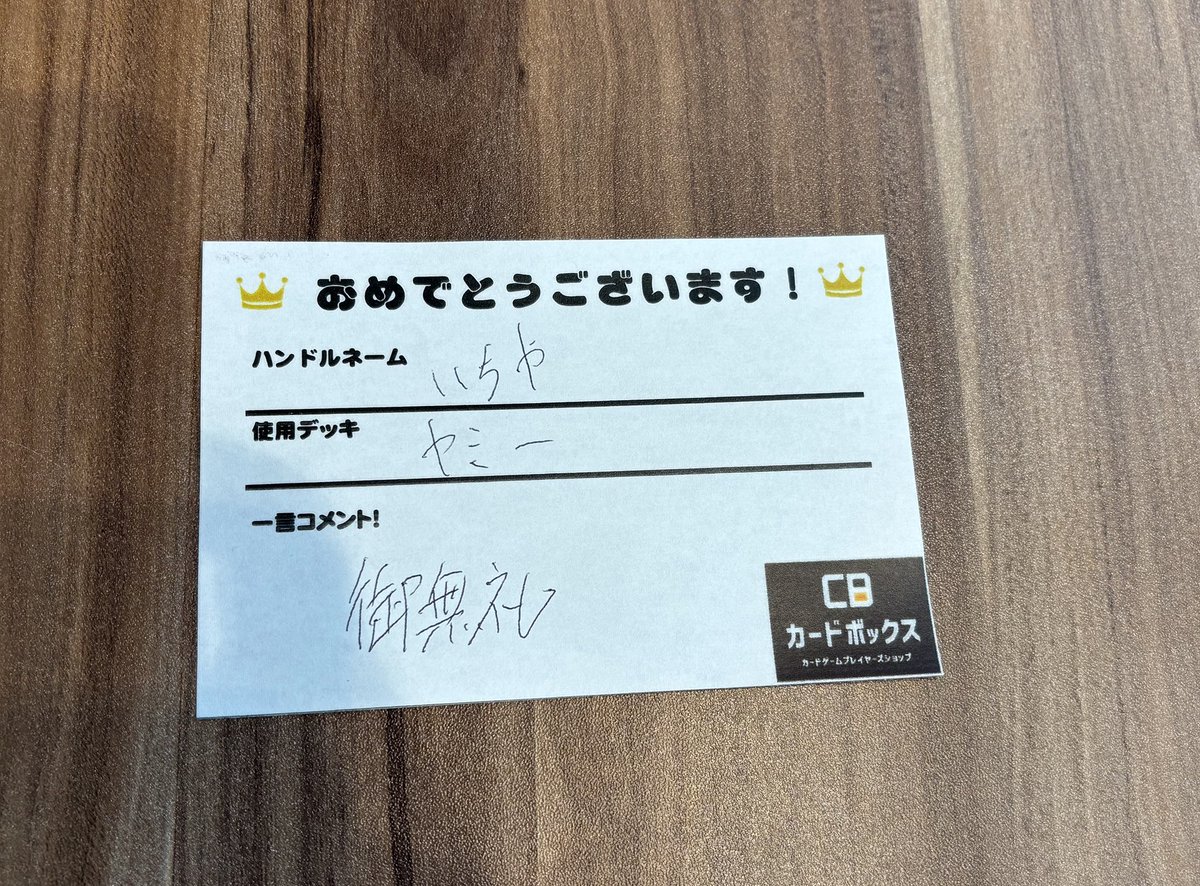 おめでとうございます！
ハンドルネーム いちや
使用デッキ ヤミー
一言コメント!
御無礼
CB
カードボックス
カードゲームプレイヤーズショップ